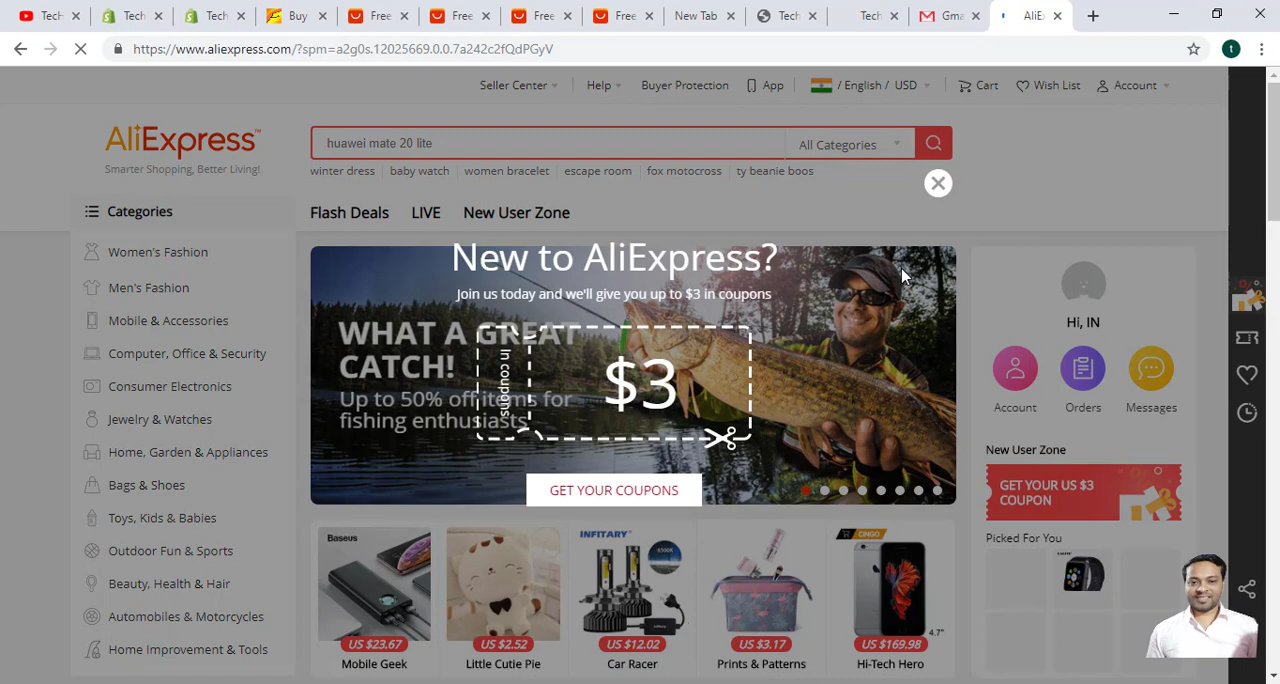 Tech
Tech
Tech
Buy
Free
Free
Free
Free
New Tab
Tech
Tech
Gma
AliE
https://www.aliexpress.com/?spm=a2g0s.12025669.0.0.7a242c2fQdPGyV
t
Seller Center
Help
Buyer Protection
App
/ English / USD
Cart
Wish List
Account
AliExpress™
Smarter Shopping, Better Living!
huawei mate 20 lite
All Categories
winter dress
baby watch
women bracelet
escape room
fox motocross
ty beanie boos
Categories
Flash Deals
LIVE
New User Zone
Women's Fashion
Men's Fashion
Mobile & Accessories
Computer, Office & Security
Consumer Electronics
Jewelry & Watches
Home, Garden & Appliances
Bags & Shoes
Toys, Kids & Babies
Outdoor Fun & Sports
Beauty, Health & Hair
Automobiles & Motorcycles
Home Improvement & Tools
New to AliExpress?
Join us today and we'll give you up to $3 in coupons
WHAT A GREAT
CATCH!
Up to 50% off items for
fishing enthusiasts
In coupons
$3
GET YOUR COUPONS
Hi, IN
Account
Orders
Messages
New User Zone
GET YOUR US $3
COUPON
Picked For You
Baseus
US $23.67
Mobile Geek
US $2.52
Little Cutie Pie
INFITARY
6300K
US $12.02
Car Racer
US $3.17
Prints & Patterns
CINGO
4.7"
US $169.98
Hi-Tech Hero